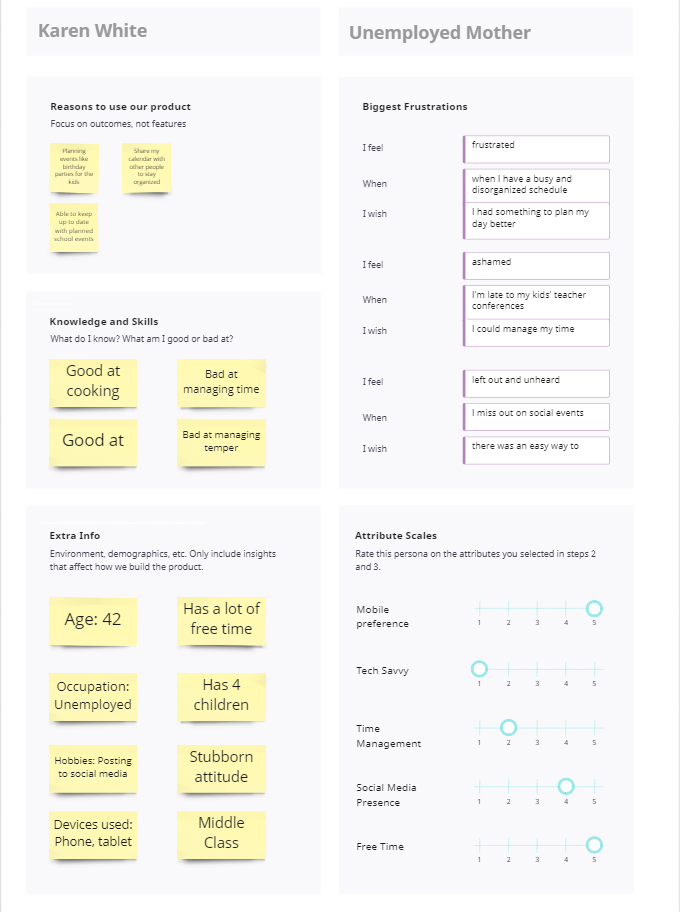 Karen White
Unemployed Mother
Reasons to use our product
Focus on outcomes, not features
Planning
events like
birthday
parties for the
kids
Share my
calendar with
other people
to stay
organized
Able to keep
up to date
with planned
school events
Knowledge and Skills
What do I know? What am I good or bad at?
Good at
cooking
Bad at
managing time
Good at
Bad at managing
temper
Extra Info
Environment, demographics, etc. Only include insights
that affect how we build the product.
Age: 42
Has a lot of
free time
Occupation:
Unemployed
Has 4
children
Hobbies: Posting
to social media
Stubborn
attitude
Devices used:
Phone, tablet
Middle
Class
Biggest Frustrations
I feel
frustrated
When
when I have a busy and
disorganized schedule
I wish
I had something to plan my
day better
I feel
ashamed
When
I'm late to my kids' teacher
conferences
I wish
I could manage my time
I feel
left out and unheard
When
I miss out on social events
I wish
there was an easy way to
Attribute Scales
Rate this persona on the attributes you selected in steps 2
and 3.
Mobile
preference
1 2 3 4 5
Tech Savvy
1 2 3 4 5
Time
Management
1 2 3 4 5
Social Media
Presence
1 2 3 4 5
Free Time
1 2 3 4 5